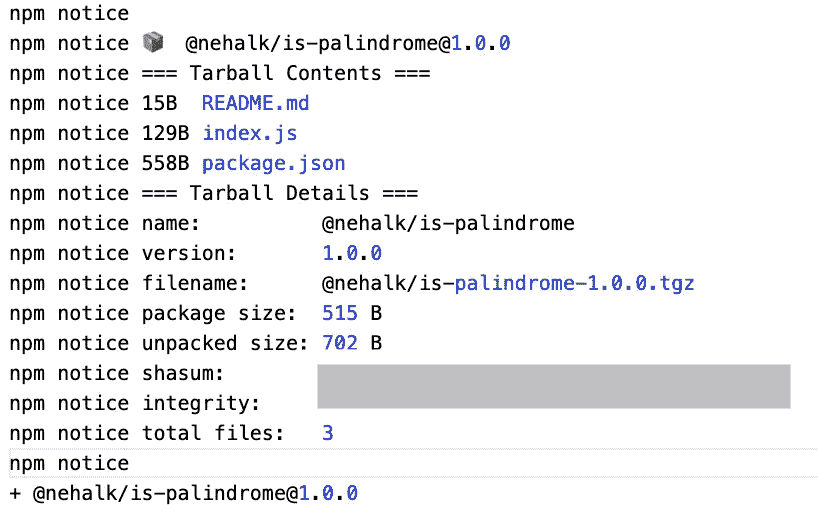 npm notice
npm notice 📦 @nehalk/is-palindrome@1.0.0
npm notice === Tarball Contents ===
npm notice 15B README.md
npm notice 129B index.js
npm notice 558B package.json
npm notice === Tarball Details ===
npm notice name: @nehalk/is-palindrome
npm notice version: 1.0.0
npm notice filename: @nehalk/is-palindrome-1.0.0.tgz
npm notice package size: 515 B
npm notice unpacked size: 702 B
npm notice shasum:
npm notice integrity:
npm notice total files: 3
npm notice
+ @nehalk/is-palindrome@1.0.0